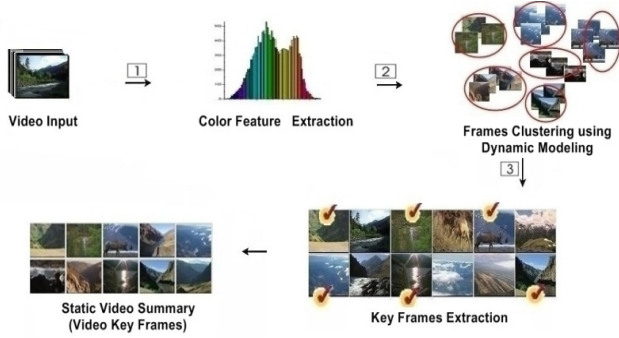 1
2
Video Input
Color Feature Extraction
Frames Clustering using
Dynamic Modeling
3
Key Frames Extraction
Static Video Summary
(Video Key Frames)